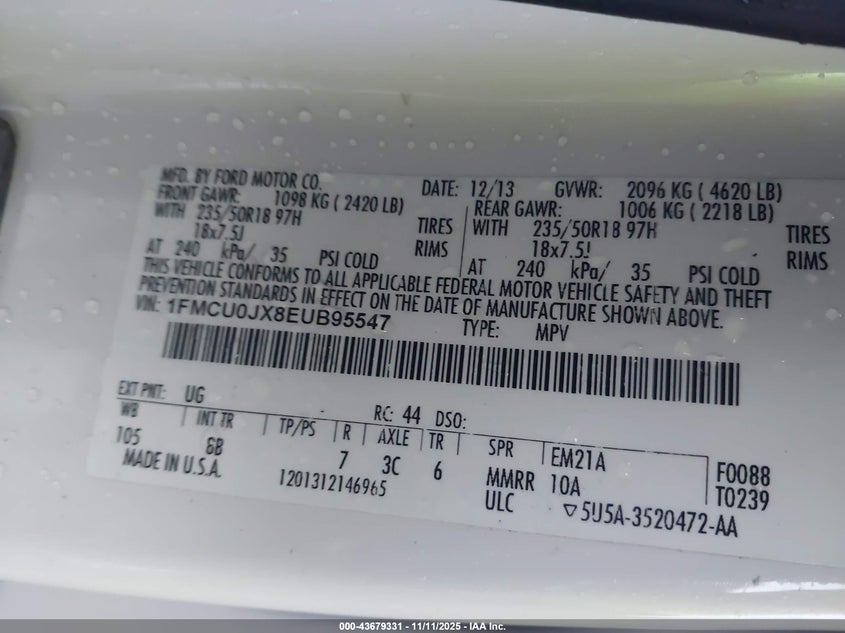 MFD. BY FORD MOTOR CO.
DATE: 12/13 GVWR: 2096 KG ( 4620 LB)
FRONT GAWR: 1098 KG ( 2420 LB) REAR GAWR: 1006 KG ( 2218 LB)
WITH 235/50R18 97H TIRES WITH 235/50R18 97H TIRES
18x7.5J RIMS 18x7.5J RIMS
AT 240 kPa/ 35 PSI COLD AT 240 kPa/ 35 PSI COLD
THIS VEHICLE CONFORMS TO ALL APPLICABLE FEDERAL MOTOR VEHICLE SAFETY AND THEFT
PREVENTION STANDARDS IN EFFECT ON THE DATE OF MANUFACTURE SHOWN ABOVE.
VIN: 1FMCU0JX8EUB95547 TYPE: MPV
EXT PNT: UG RC: 44 DSO:
WB INT TR TP/PS R AXLE TR SPR EM21A F0088
105 6B 7 3C 6 MMRR 10A T0239
MADE IN U.S.A. 1201312146965 ULC ▽5U5A-3520472-AA
000-43679331 - 11/11/2025 - IAA Inc.